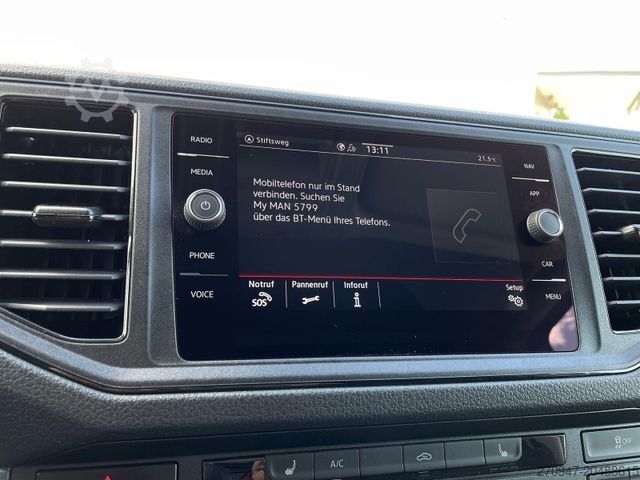 RADIO
MEDIA
PHONE
VOICE
Stiftsweg
13:11
21.5°C
Mobiltelefon nur im Stand
verbinden. Suchen Sie
My MAN 5799
über das BT-Menü Ihres Telefons.
Notruf
SOS
Pannenruf
Inforuf
Setup
NAV
APP
CAR
MENU
A/C
OFF